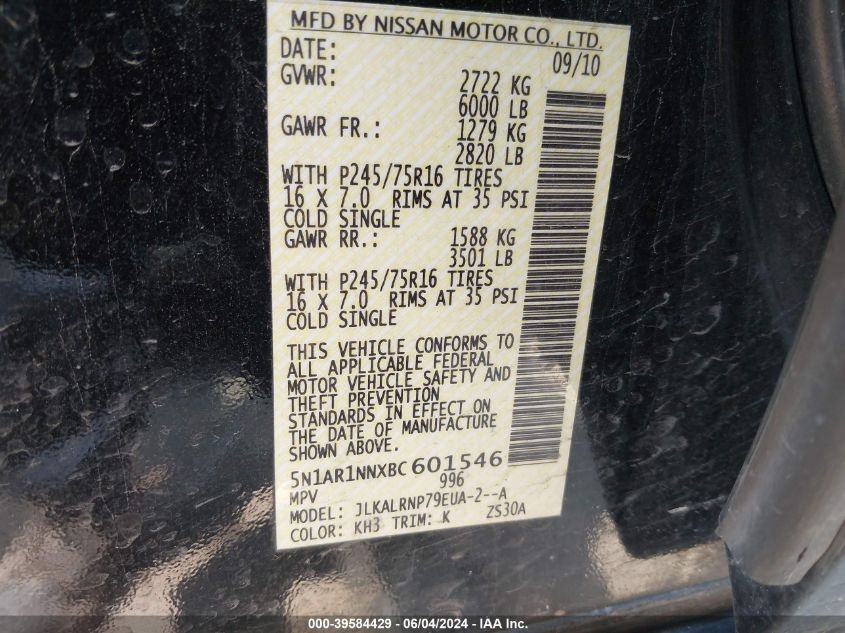 MFD BY NISSAN MOTOR CO., LTD.
DATE: 09/10
GVWR: 2722 KG
6000 LB
GAWR FR.: 1279 KG
2820 LB
WITH P245/75R16 TIRES
16 X 7.0 RIMS AT 35 PSI
COLD SINGLE
GAWR RR.: 1588 KG
3501 LB
WITH P245/75R16 TIRES
16 X 7.0 RIMS AT 35 PSI
COLD SINGLE
THIS VEHICLE CONFORMS TO
ALL APPLICABLE FEDERAL
MOTOR VEHICLE SAFETY AND
THEFT PREVENTION
STANDARDS IN EFFECT ON
THE DATE OF MANUFACTURE
SHOWN ABOVE.
5N1AR1NNXBC601546
MPV 996
MODEL: JLKALRNP79EUA-2--A
COLOR: KH3 TRIM: K ZS30A
000-39584429 - 06/04/2024 - IAA Inc.